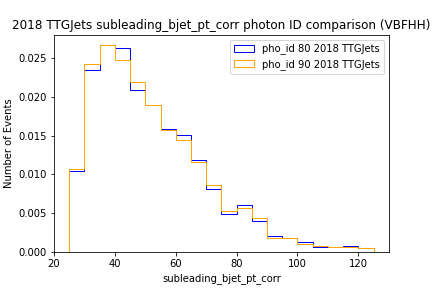 2018 TTGJets subleading_bjet_pt_corr photon ID comparison (VBFHH)
pho_id 80 2018 TTGJets
pho_id 90 2018 TTGJets
Number of Events
0.025
0.020
0.015
0.010
0.005
0.000
20 40 60 80 100 120
subleading_bjet_pt_corr